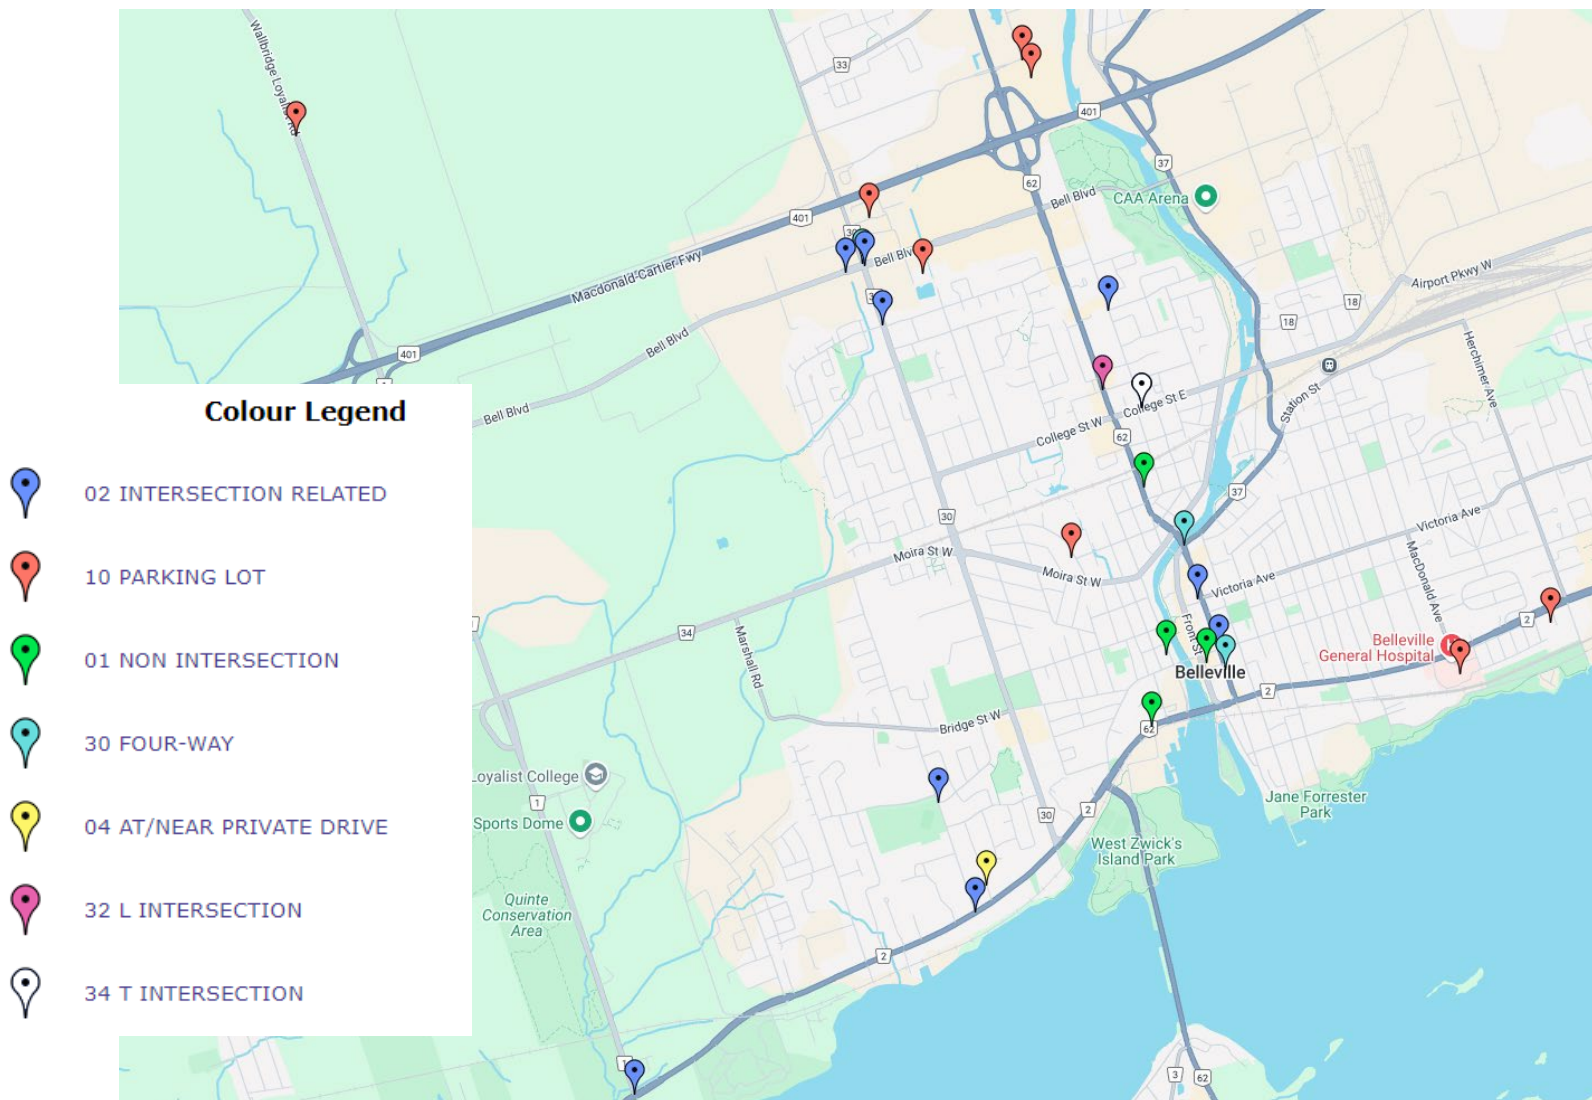 Wallbridge Loyalist Rd
33
401
37
62
CAA Arena
Bell Blvd
401
30
Bell Blvd
Macdonald-Cartier Fwy
Airport Pkwy W
18
18
Herchimer Ave
401
Bell Blvd
Station St
Bell Blvd
College St E
College St W
62
37
30
Victoria Ave
Moira St W
Moira St W
Victoria Ave
MacDonald Ave
Front St
2
34
Marshall Rd
Belleville
General Hospital
Belleville
2
Bridge St W
62
Loyalist College
1
Sports Dome
Jane Forrester
Park
2
30
West Zwick's
Island Park
Quinte
Conservation
Area
2
1
3
62
Colour Legend
02 INTERSECTION RELATED
10 PARKING LOT
01 NON INTERSECTION
30 FOUR-WAY
04 AT/NEAR PRIVATE DRIVE
32 L INTERSECTION
34 T INTERSECTION